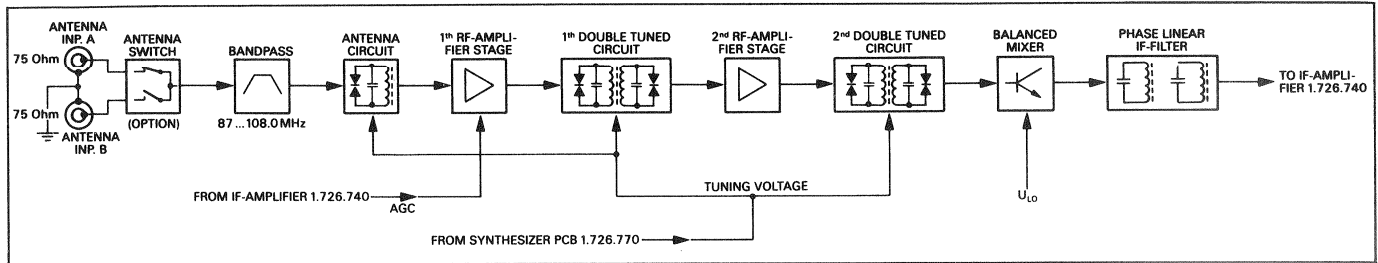 ANTENNA
INP. A
75 Ohm
75 Ohm
ANTENNA
INP. B
ANTENNA
SWITCH
(OPTION)
BANDPASS
87 ... 108.0 MHz
ANTENNA
CIRCUIT
1th RF-AMPLI-
FIER STAGE
1th DOUBLE TUNED
CIRCUIT
2nd RF-AMPLI-
FIER STAGE
2nd DOUBLE TUNED
CIRCUIT
BALANCED
MIXER
PHASE LINEAR
IF-FILTER
TO IF-AMPLI-
FIER 1.726.740
FROM IF-AMPLIFIER 1.726.740
AGC
TUNING VOLTAGE
ULO
FROM SYNTHESIZER PCB 1.726.770